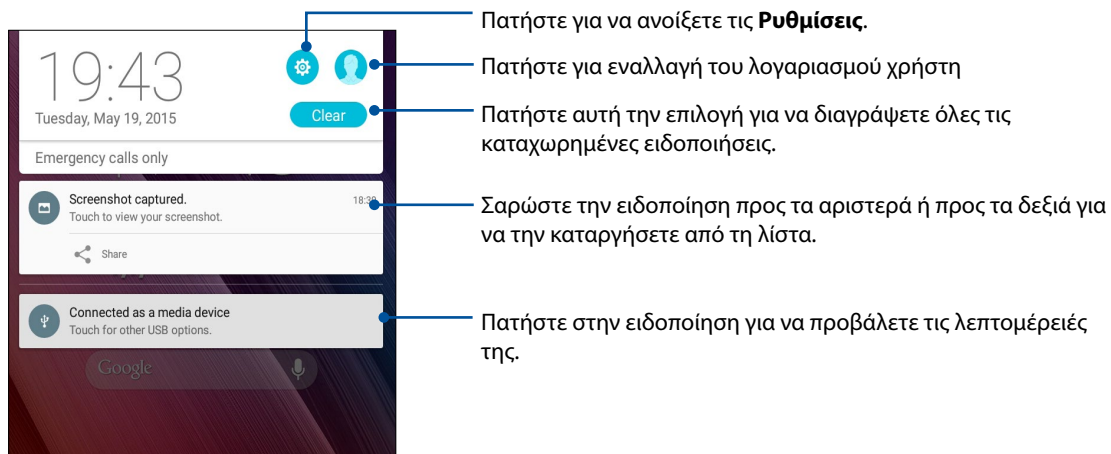 Πατήστε για να ανοίξετε τις Ρυθμίσεις.
19:43
Πατήστε για εναλλαγή του λογαριασμού χρήστη
Tuesday, May 19, 2015
Clear
Πατήστε αυτή την επιλογή για να διαγράψετε όλες τις
καταχωρημένες ειδοποιήσεις.
Emergency calls only
Screenshot captured.
Touch to view your screenshot.
Share
Σαρώστε την ειδοποίηση προς τα αριστερά ή προς τα δεξιά για
να την καταργήσετε από τη λίστα.
Connected as a media device
Touch for other USB options.
Πατήστε στην ειδοποίηση για να προβάλετε τις λεπτομέρειές
της.
Google